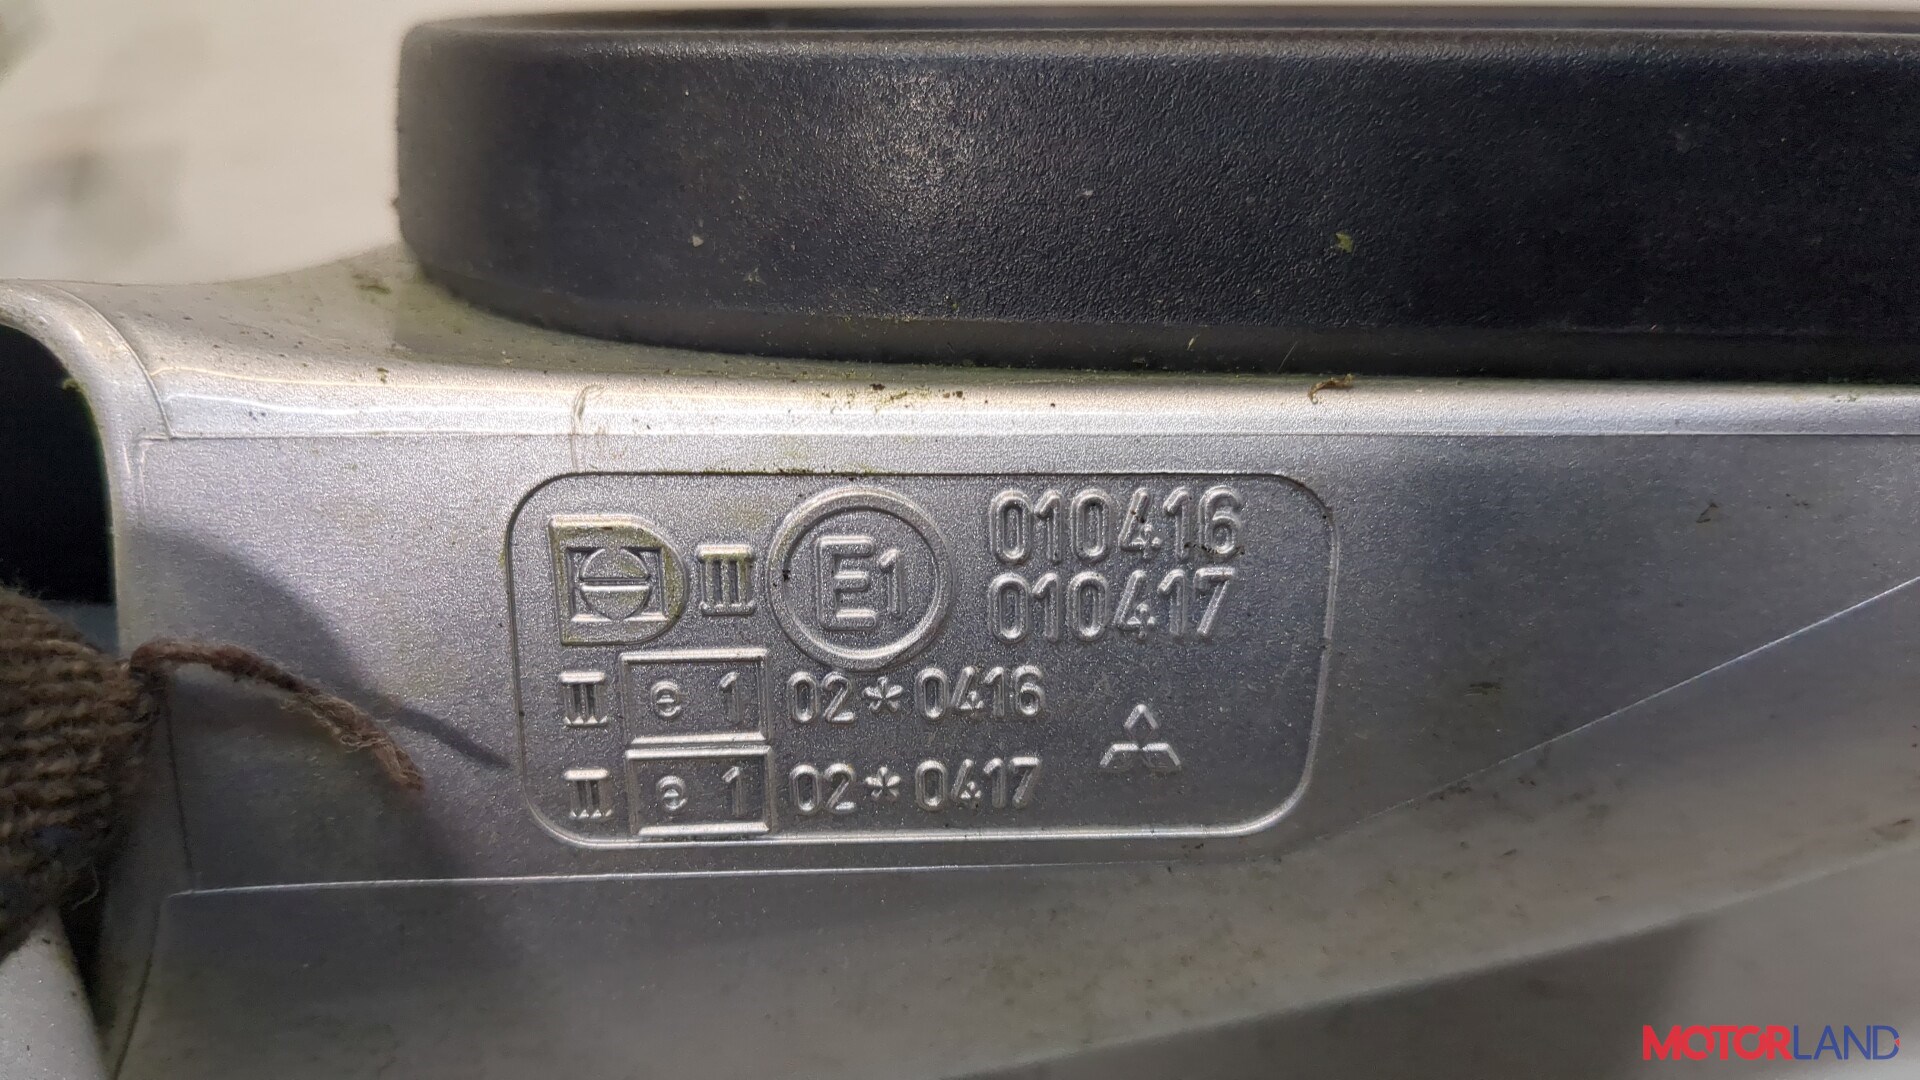 III E1 010416
010417
III e 1 02*0416
III e 1 02*0417
MOTORLAND